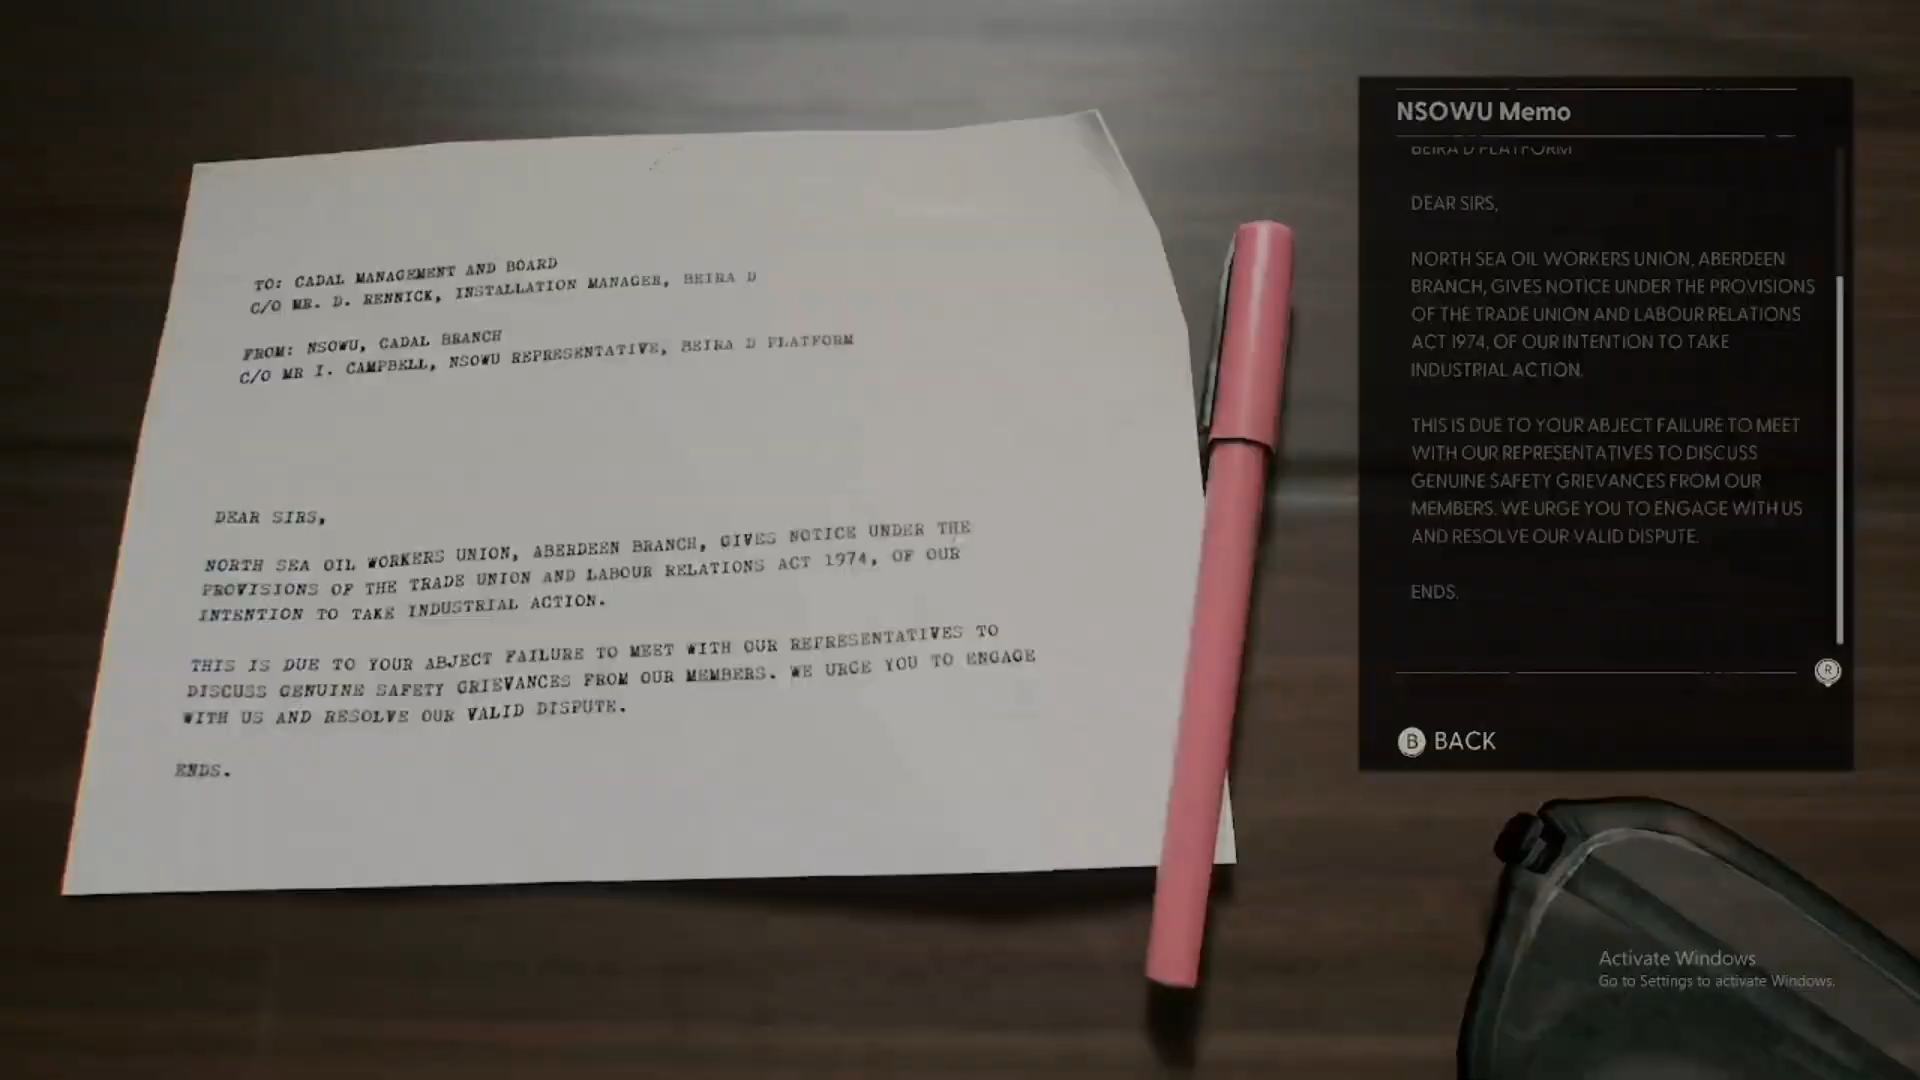 TO: CADAL MANAGEMENT AND BOARD
C/O MR. D. RENNICK, INSTALLATION MANAGER, BEIRA D
FROM: NSOWU, CADAL BRANCH
C/O MR I. CAMPBELL, NSOWU REPRESENTATIVE, BEIRA D PLATFORM
DEAR SIRS,
NORTH SEA OIL WORKERS UNION, ABERDEEN BRANCH, GIVES NOTICE UNDER THE
PROVISIONS OF THE TRADE UNION AND LABOUR RELATIONS ACT 1974, OF OUR
INTENTION TO TAKE INDUSTRIAL ACTION.
THIS IS DUE TO YOUR ABJECT FAILURE TO MEET WITH OUR REPRESENTATIVES TO
DISCUSS GENUINE SAFETY GRIEVANCES FROM OUR MEMBERS. WE URGE YOU TO ENGAGE
WITH US AND RESOLVE OUR VALID DISPUTE.
ENDS.
NSOWU Memo
BEIRA D PLATFORM
DEAR SIRS,
NORTH SEA OIL WORKERS UNION, ABERDEEN
BRANCH, GIVES NOTICE UNDER THE PROVISIONS
OF THE TRADE UNION AND LABOUR RELATIONS
ACT 1974, OF OUR INTENTION TO TAKE
INDUSTRIAL ACTION.
THIS IS DUE TO YOUR ABJECT FAILURE TO MEET
WITH OUR REPRESENTATIVES TO DISCUSS
GENUINE SAFETY GRIEVANCES FROM OUR
MEMBERS. WE URGE YOU TO ENGAGE WITH US
AND RESOLVE OUR VALID DISPUTE.
ENDS.
R
B BACK
Activate Windows
Go to Settings to activate Windows.